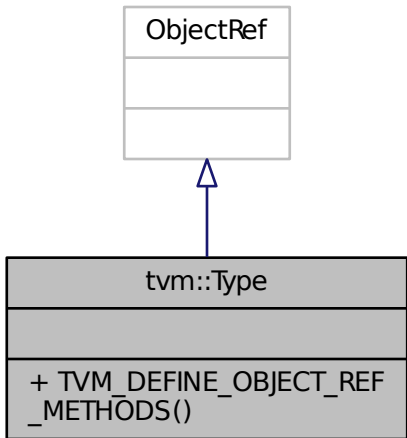 ObjectRef
tvm::Type
+ TVM_DEFINE_OBJECT_REF
_METHODS()